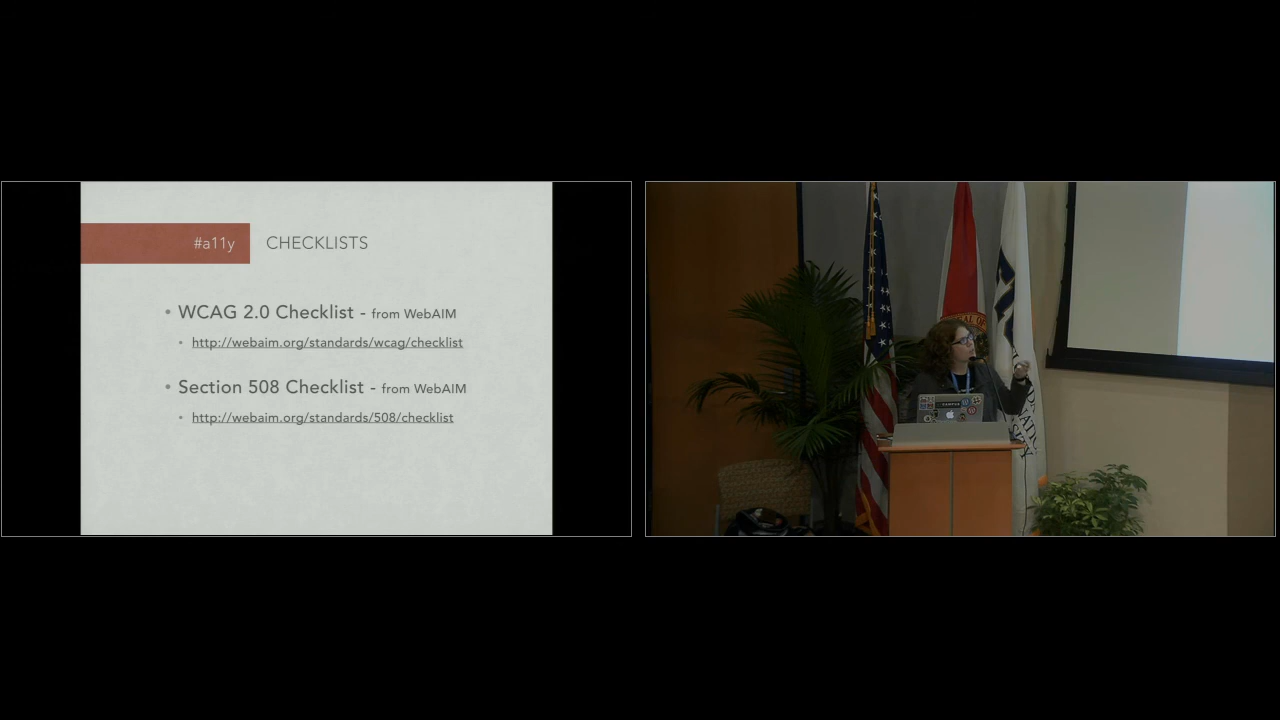 #a11y CHECKLISTS
• WCAG 2.0 Checklist - from WebAIM
• http://webaim.org/standards/wcag/checklist
• Section 508 Checklist - from WebAIM
• http://webaim.org/standards/508/checklist